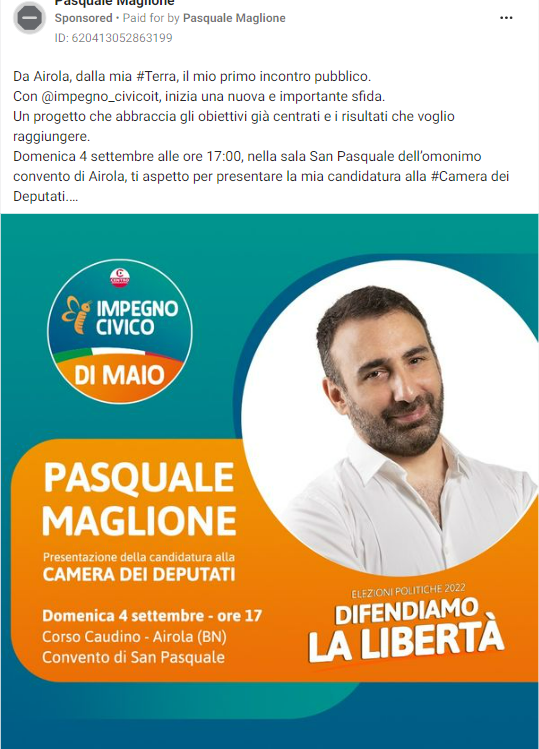 Pasquale Maglione
Sponsored • Paid for by Pasquale Maglione
ID: 620413052863199
Da Airola, dalla mia #Terra, il mio primo incontro pubblico.
Con @impegno_civicoit, inizia una nuova e importante sfida.
Un progetto che abbraccia gli obiettivi già centrati e i risultati che voglio
raggiungere.
Domenica 4 settembre alle ore 17:00, nella sala San Pasquale dell'omonimo
convento di Airola, ti aspetto per presentare la mia candidatura alla #Camera dei
Deputati....
IMPEGNO
CIVICO
DI MAIO
PASQUALE
MAGLIONE
Presentazione della candidatura alla
CAMERA DEI DEPUTATI
Domenica 4 settembre - ore 17
Corso Caudino - Airola (BN)
Convento di San Pasquale
ELEZIONI POLITICHE 2022
DIFENDIAMO
LA LIBERTÀ